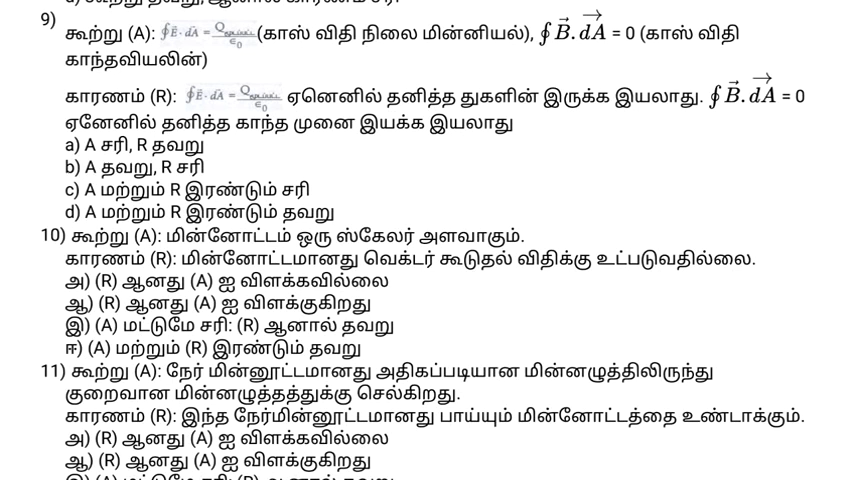 9)
கூற்று (A): ∮E⃗. dA⃗ = Q / ε₀ (காஸ் விதி நிலை மின்னியல்), ∮ B⃗. dA⃗ = 0 (காஸ் விதி
காந்தவியலின்)
காரணம் (R): ∮E⃗. dA⃗ = Q / ε₀ ஏனெனில் தனித்த துகளின் இருக்க இயலாது. ∮ B⃗. dA⃗ = 0
ஏனேனில் தனித்த காந்த முனை இயக்க இயலாது
a) A சரி, R தவறு
b) A தவறு, R சரி
c) A மற்றும் R இரண்டும் சரி
d) A மற்றும் R இரண்டும் தவறு
10) கூற்று (A): மின்னோட்டம் ஒரு ஸ்கேலர் அளவாகும்.
காரணம் (R): மின்னோட்டமானது வெக்டர் கூடுதல் விதிக்கு உட்படுவதில்லை.
அ) (R) ஆனது (A) ஐ விளக்கவில்லை
ஆ) (R) ஆனது (A) ஐ விளக்குகிறது
இ) (A) மட்டுமே சரி: (R) ஆனால் தவறு
ஈ) (A) மற்றும் (R) இரண்டும் தவறு
11) கூற்று (A): நேர் மின்னூட்டமானது அதிகப்படியான மின்னழுத்திலிருந்து
குறைவான மின்னழுத்தத்துக்கு செல்கிறது.
காரணம் (R): இந்த நேர்மின்னூட்டமானது பாய்யும் மின்னோட்டத்தை உண்டாக்கும்.
அ) (R) ஆனது (A) ஐ விளக்கவில்லை
ஆ) (R) ஆனது (A) ஐ விளக்குகிறது